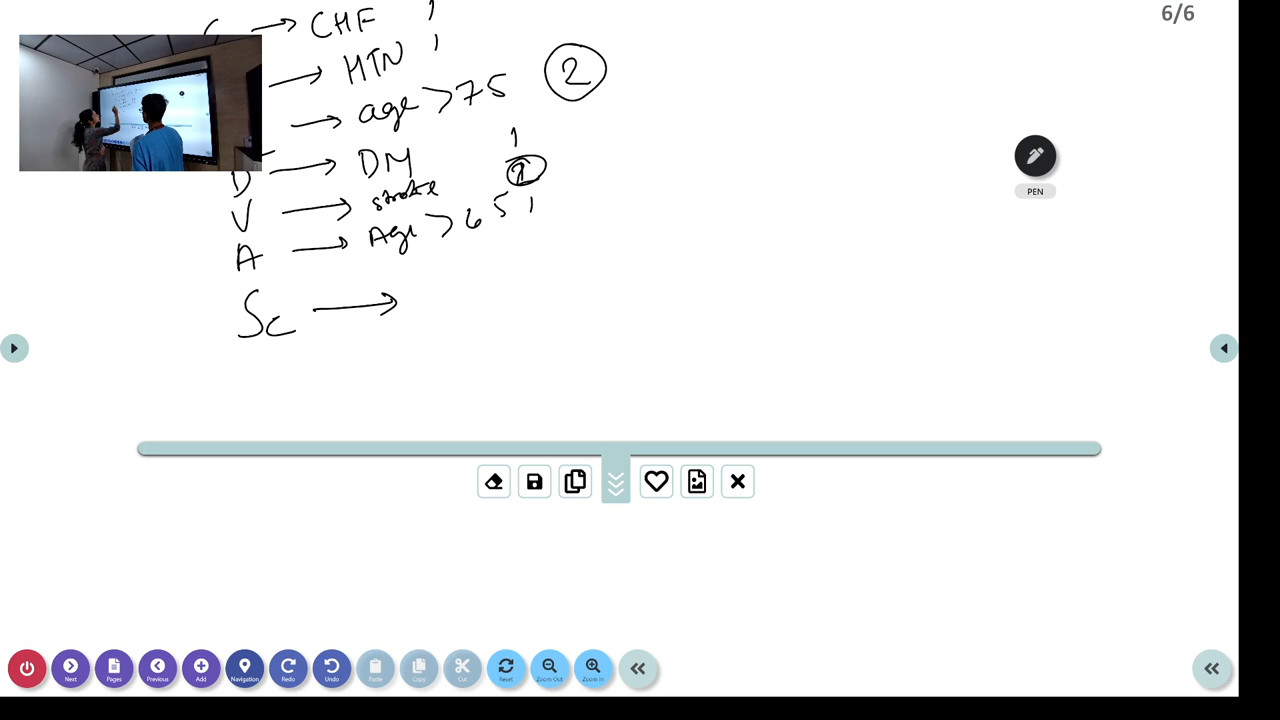 6/6
C → CHF 1
→ HTN 1
→ age > 75 2
D → DM 1
V → stroke 2
A → Age > 65 1
Sc →
PEN
Next Pages Previous Add Navigation Redo Undo Paste Copy Cut Reset Zoom Out Zoom In